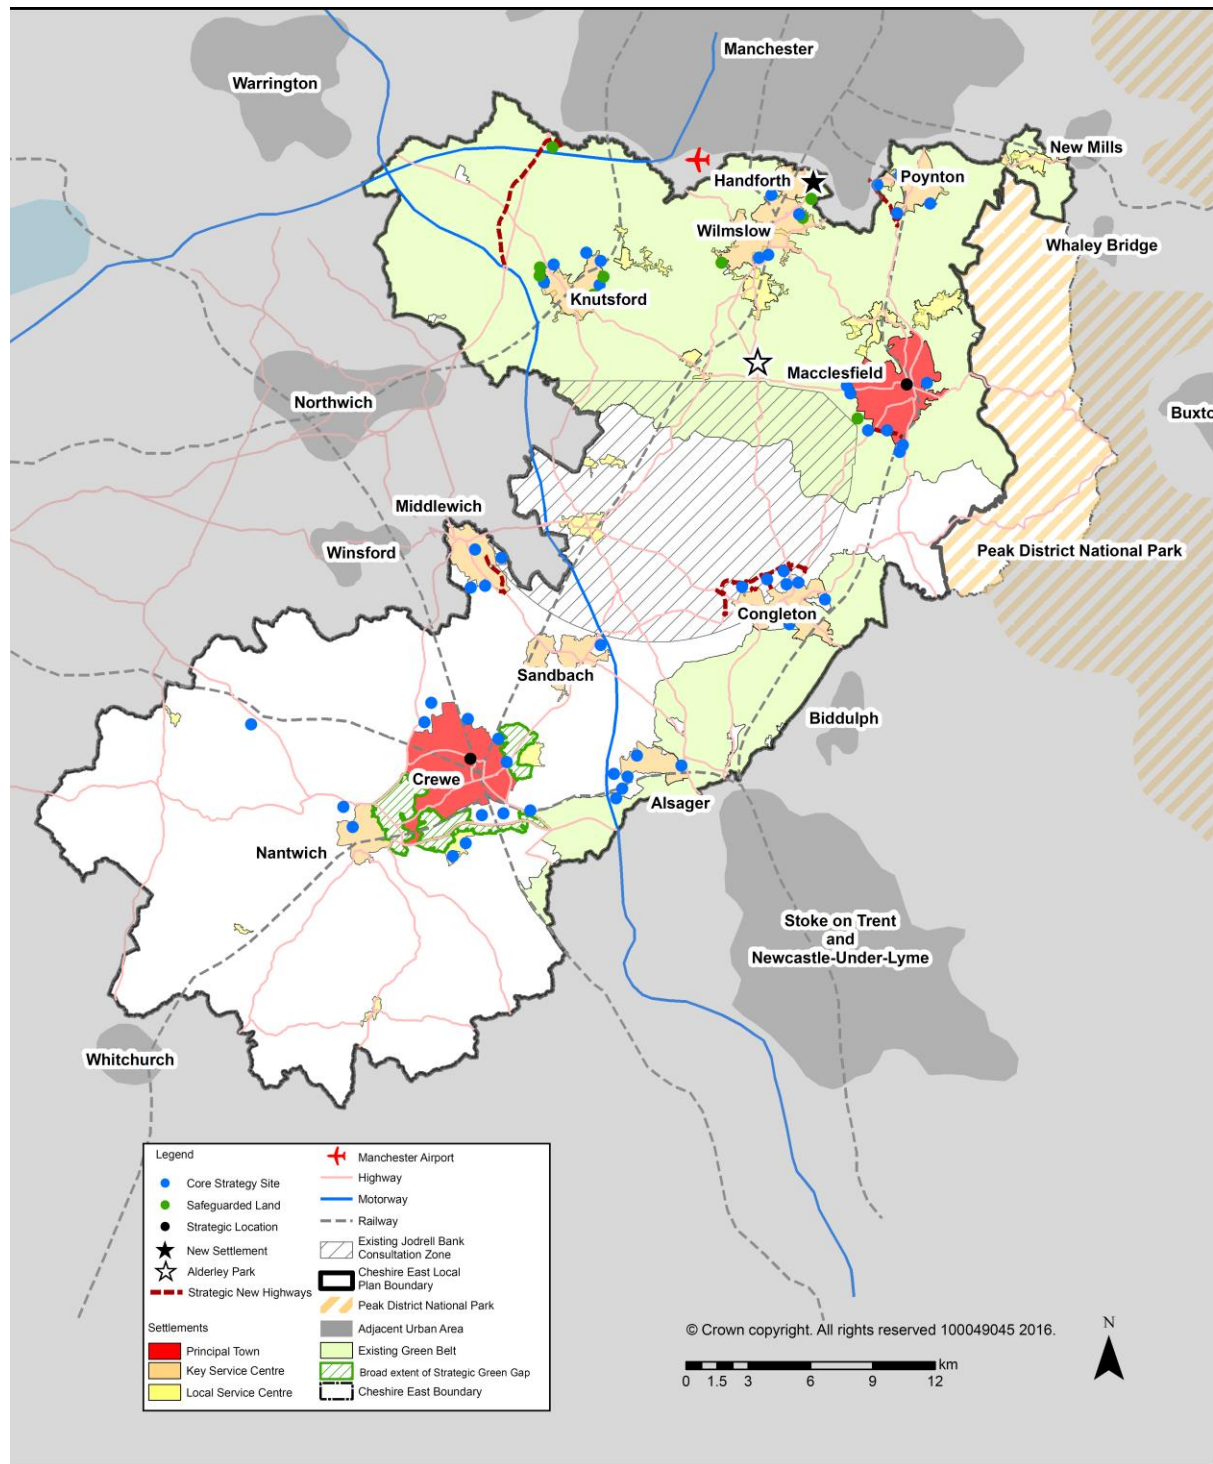 Manchester
Warrington
New Mills
Handforth
Poynton
Wilmslow
Whaley Bridge
Knutsford
Macclesfield
Northwich
Buxto
Middlewich
Winsford
Peak District National Park
Congleton
Sandbach
Biddulph
Crewe
Alsager
Nantwich
Stoke on Trent
and
Newcastle-Under-Lyme
Whitchurch
Legend
Core Strategy Site
Safeguarded Land
Strategic Location
New Settlement
Alderley Park
Strategic New Highways
Settlements
Principal Town
Key Service Centre
Local Service Centre
Manchester Airport
Highway
Motorway
Railway
Existing Jodrell Bank
Consultation Zone
Cheshire East Local
Plan Boundary
Peak District National Park
Adjacent Urban Area
Existing Green Belt
Broad extent of Strategic Green Gap
Cheshire East Boundary
© Crown copyright. All rights reserved 100049045 2016.
N
km
0 1.5 3 6 9 12